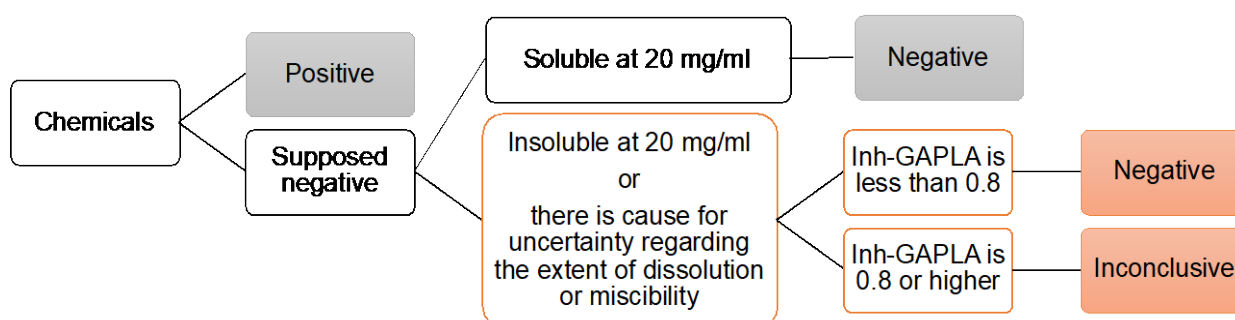 Chemicals
Positive
Supposed
negative
Soluble at 20 mg/ml
Negative
Insoluble at 20 mg/ml
or
there is cause for
uncertainty regarding
the extent of dissolution
or miscibility
Inh-GAPLA is
less than 0.8
Negative
Inh-GAPLA is
0.8 or higher
Inconclusive